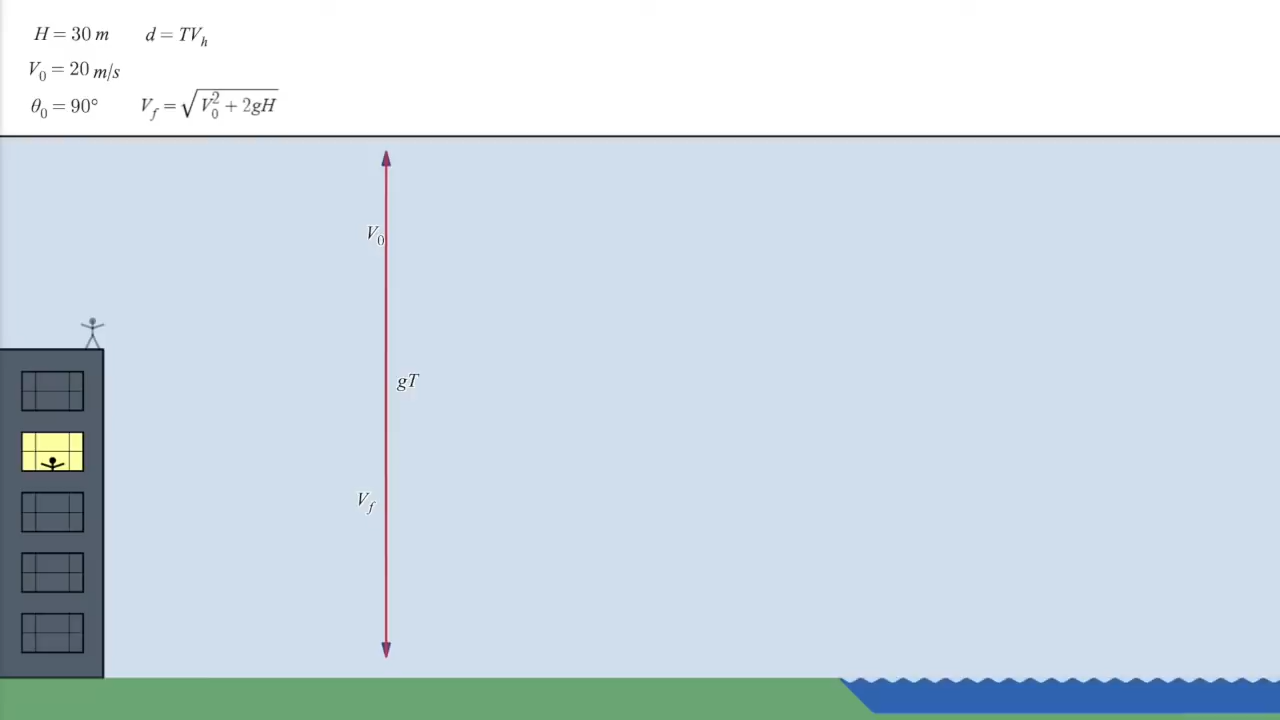 H = 30 m d = TV_h
V_0 = 20 m/s
θ_0 = 90° V_f = √(V_0^2 + 2gH)
V_0
gT
V_f